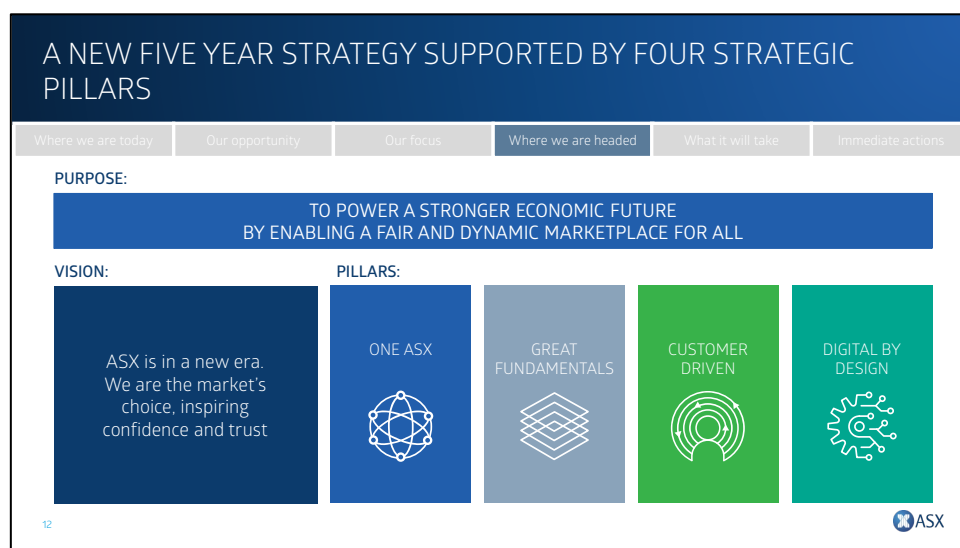 A NEW FIVE YEAR STRATEGY SUPPORTED BY FOUR STRATEGIC
PILLARS
Where we are today
Our opportunity
Our focus
Where we are headed
What it will take
Immediate actions
PURPOSE:
TO POWER A STRONGER ECONOMIC FUTURE
BY ENABLING A FAIR AND DYNAMIC MARKETPLACE FOR ALL
VISION:
ASX is in a new era.
We are the market's
choice, inspiring
confidence and trust
PILLARS:
ONE ASX
GREAT
FUNDAMENTALS
CUSTOMER
DRIVEN
DIGITAL BY
DESIGN
12
ASX